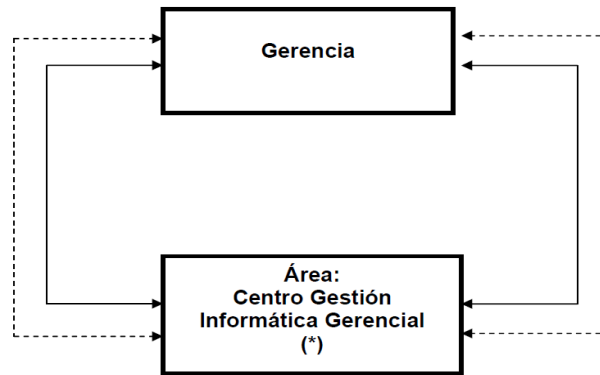 Gerencia
Área:
Centro Gestión
Informática Gerencial
(*)